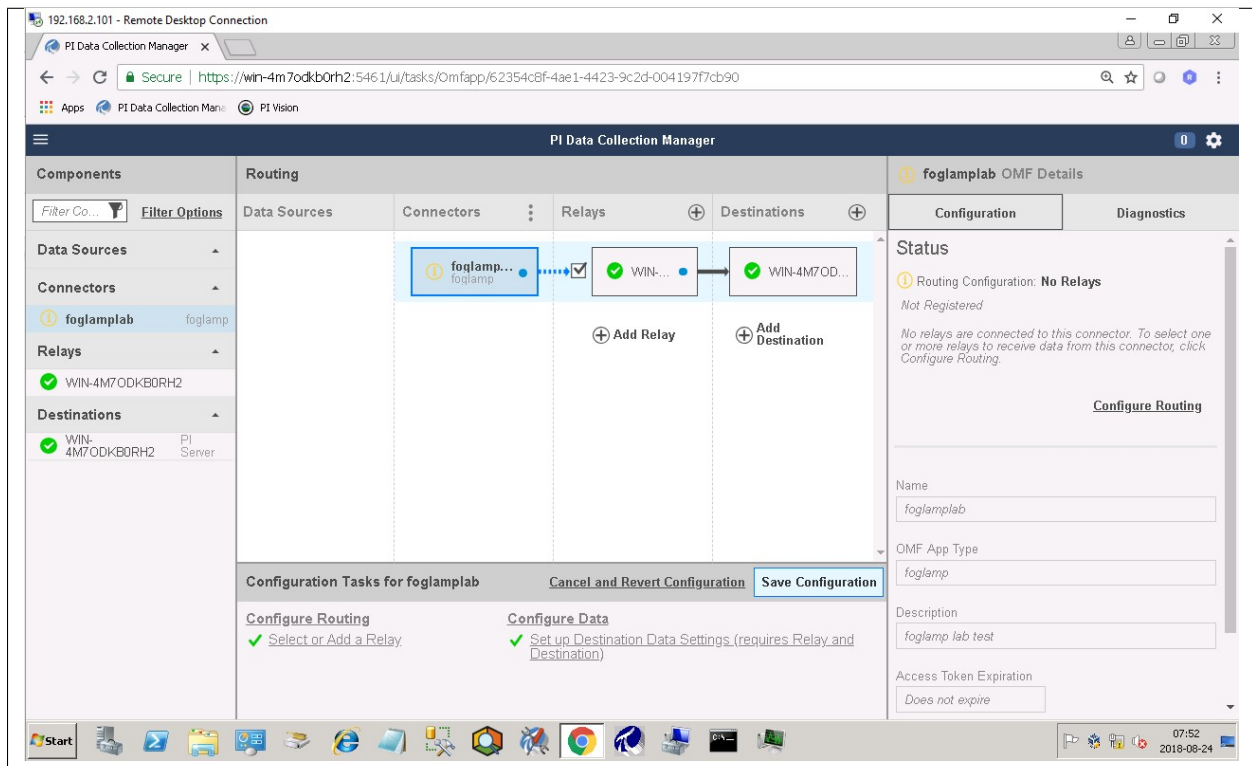 192.168.2.101 - Remote Desktop Connection
PI Data Collection Manager
Secure | https://win-4m7odkb0rh2:5461/ui/tasks/Omfapp/62354c8f-4ae1-4423-9c2d-004197f7cb90
Apps PI Data Collection Mana PI Vision
PI Data Collection Manager
0
Components
Filter Co... Filter Options
Data Sources
Connectors
foglamplab foglamp
Relays
WIN-4M7ODKB0RH2
Destinations
WIN-4M7ODKB0RH2 PI Server
Routing
Data Sources Connectors Relays Destinations
foglamp...
foglamp
WIN-...
WIN-4M7OD...
Add Relay
Add
Destination
Configuration Tasks for foglamplab Cancel and Revert Configuration Save Configuration
Configure Routing
Select or Add a Relay
Configure Data
Set up Destination Data Settings (requires Relay and
Destination)
foglamplab OMF Details
Configuration Diagnostics
Status
Routing Configuration: No Relays
Not Registered
No relays are connected to this connector. To select one
or more relays to receive data from this connector, click
Configure Routing.
Configure Routing
Name
foglamplab
OMF App Type
foglamp
Description
foglamp lab test
Access Token Expiration
Does not expire
Start
07:52
2018-08-24